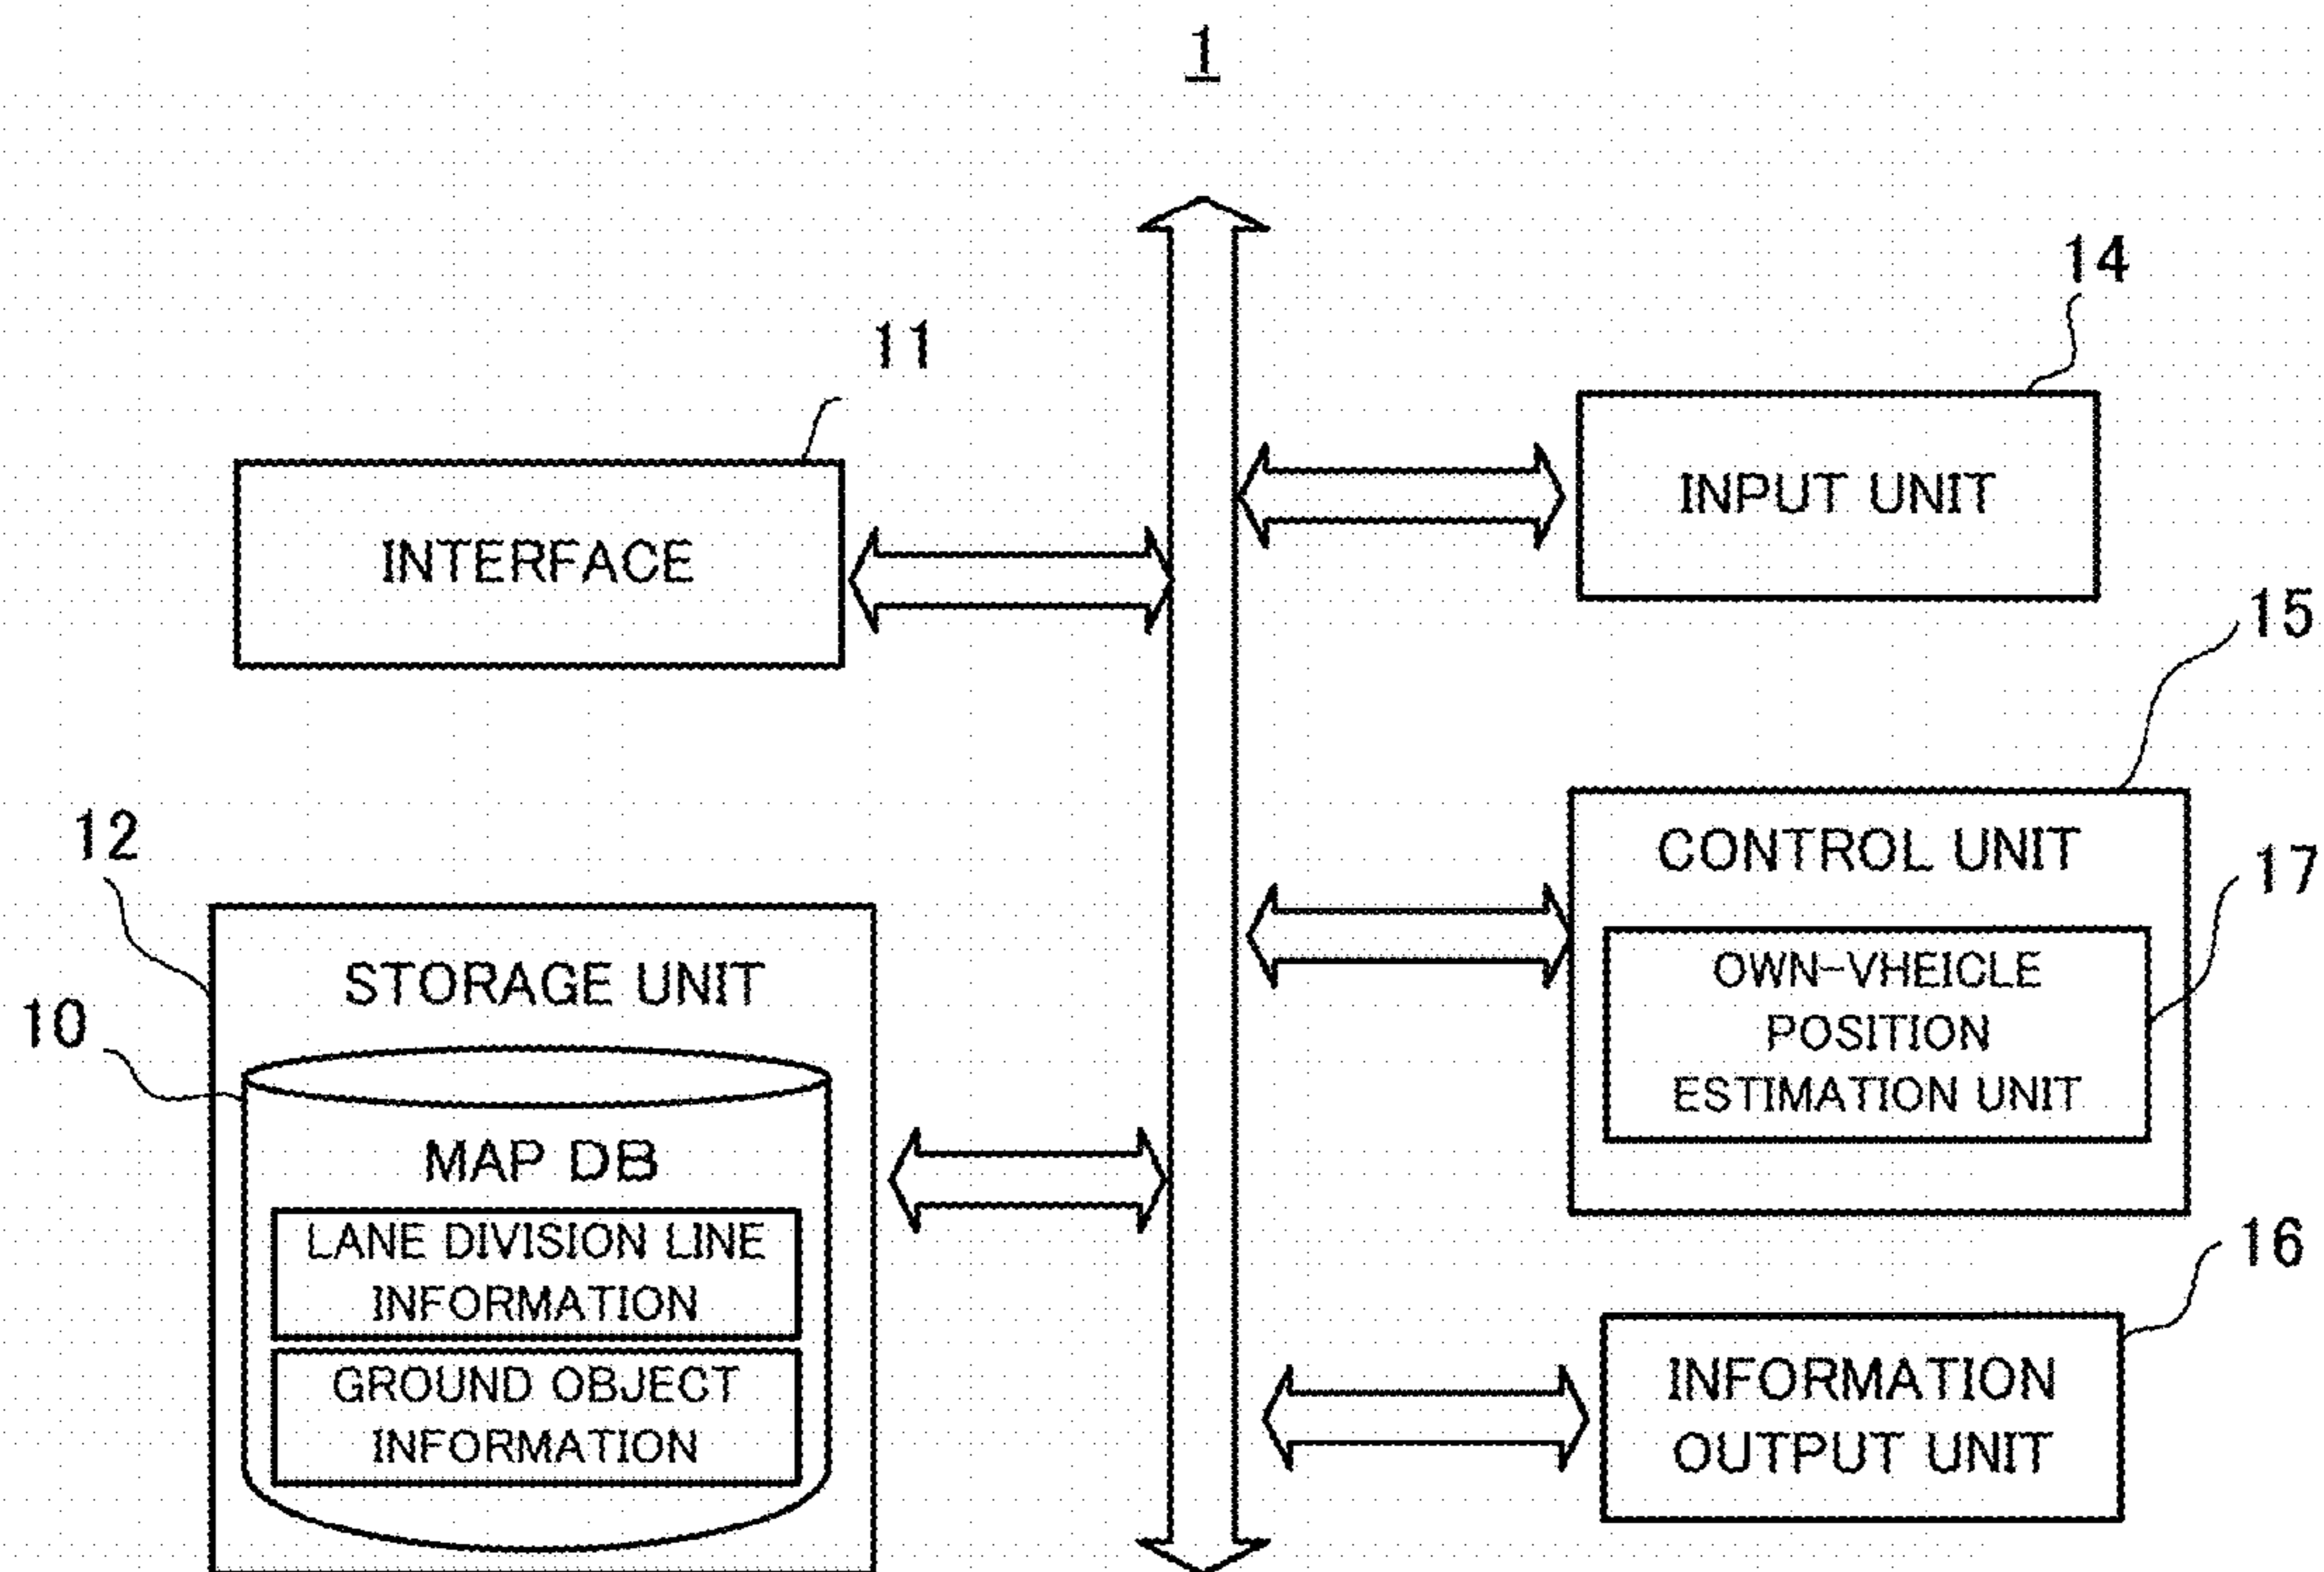 1
11
INTERFACE
14
INPUT UNIT
15
CONTROL UNIT
17
OWN-VHEICLE
POSITION
ESTIMATION UNIT
12
STORAGE UNIT
10
MAP DB
LANE DIVISION LINE
INFORMATION
GROUND OBJECT
INFORMATION
16
INFORMATION
OUTPUT UNIT